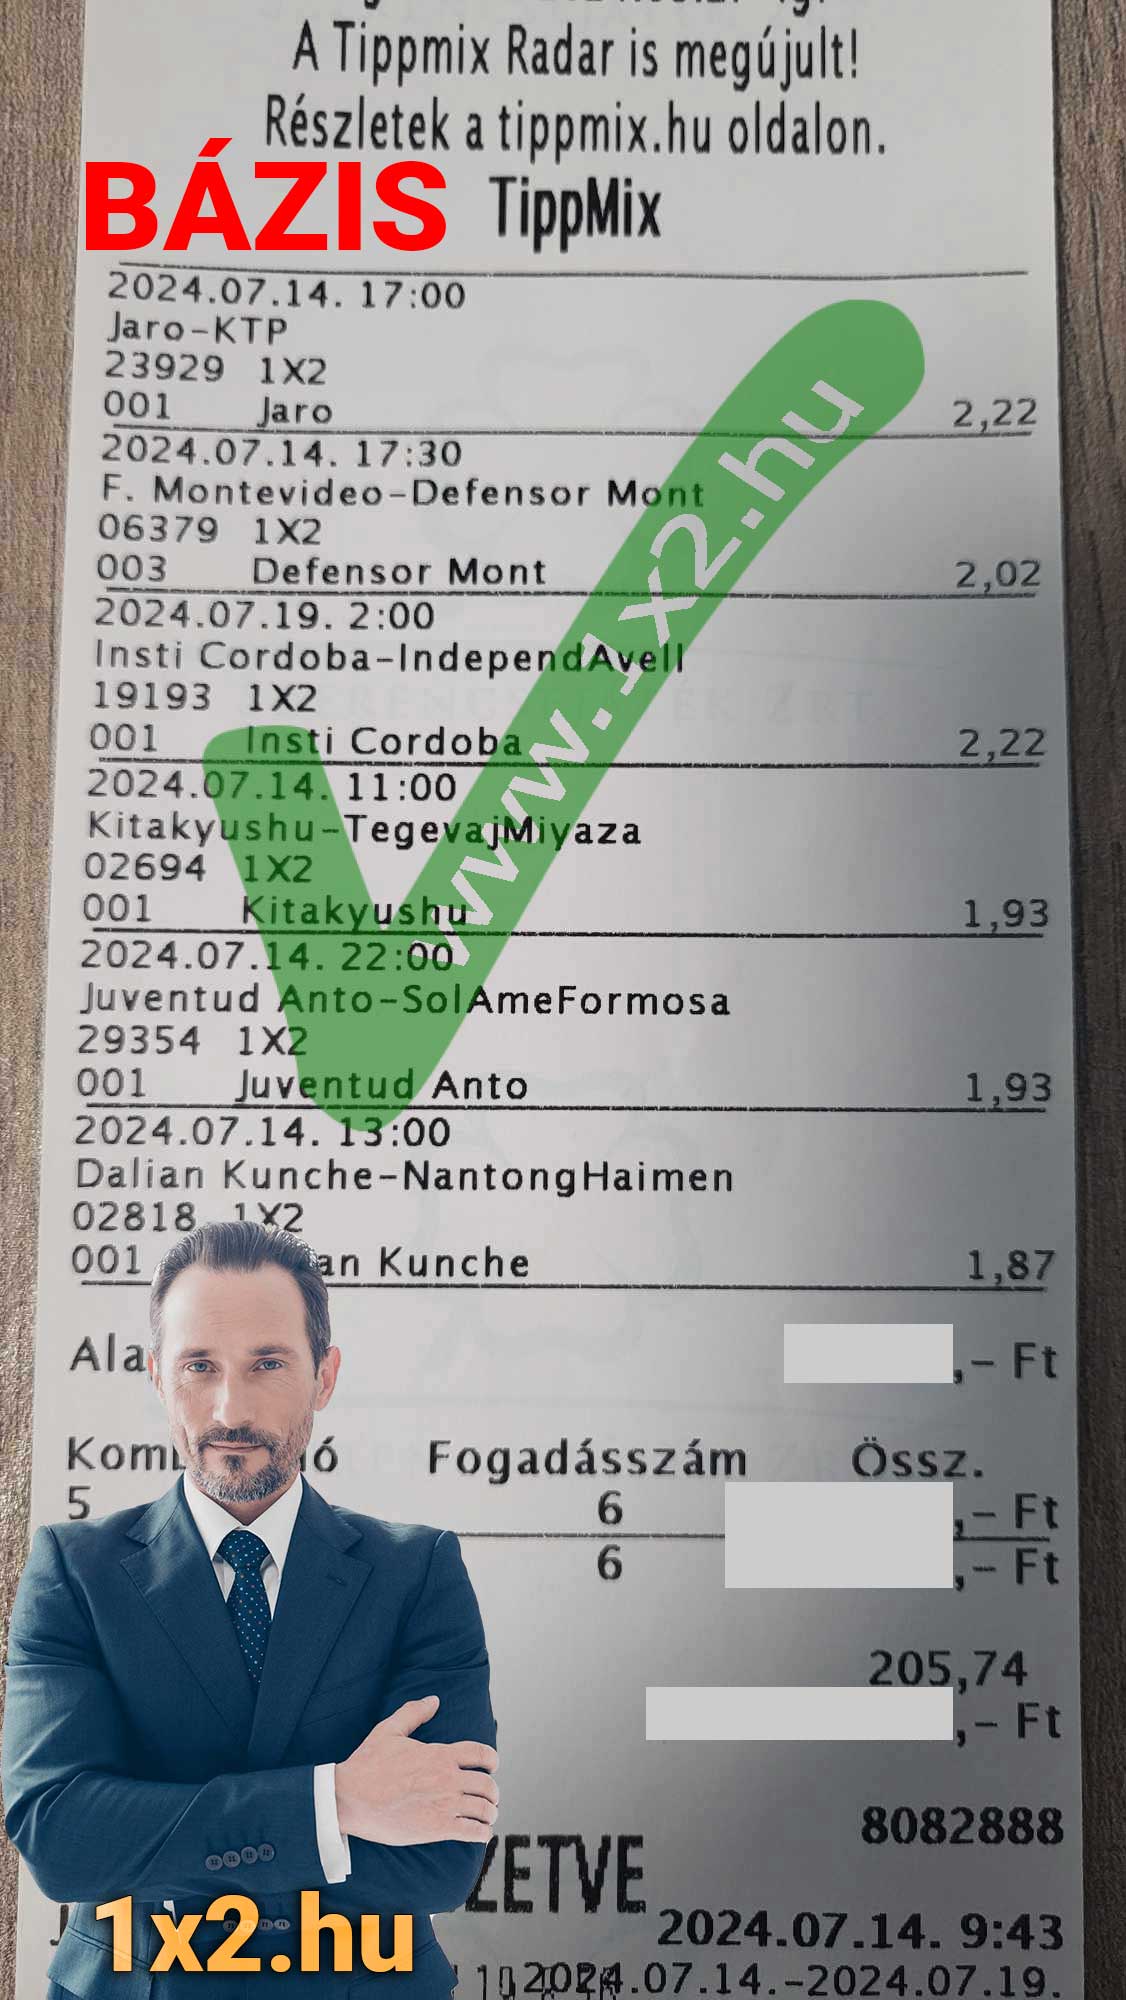 A Tippmix Radar is megújult!
Részletek a tippmix.hu oldalon.
BÁZIS TippMix
2024.07.14. 17:00
Jaro-KTP
23929 1X2
001 Jaro 2,22
2024.07.14. 17:30
F. Montevideo-Defensor Mont
06379 1X2
003 Defensor Mont 2,02
2024.07.19. 2:00
Insti Cordoba-IndependAvell
19193 1X2
001 Insti Cordoba 2,22
2024.07.14. 11:00
Kitakyushu-TegevajMiyaza
02694 1X2
001 Kitakyushu 1,93
2024.07.14. 22:00
Juventud Anto-SolAmeFormosa
29354 1X2
001 Juventud Anto 1,93
2024.07.14. 13:00
Dalian Kunche-NantongHaimen
02818 1X2
001 an Kunche 1,87
www.1x2.hu
Ala ,- Ft
Kom ó Fogadásszám Össz.
5 6 ,- Ft
6 ,- Ft
205,74
,- Ft
8082888
ZETVE
2024.07.14. 9:43
1x2.hu
2024.07.14.-2024.07.19.